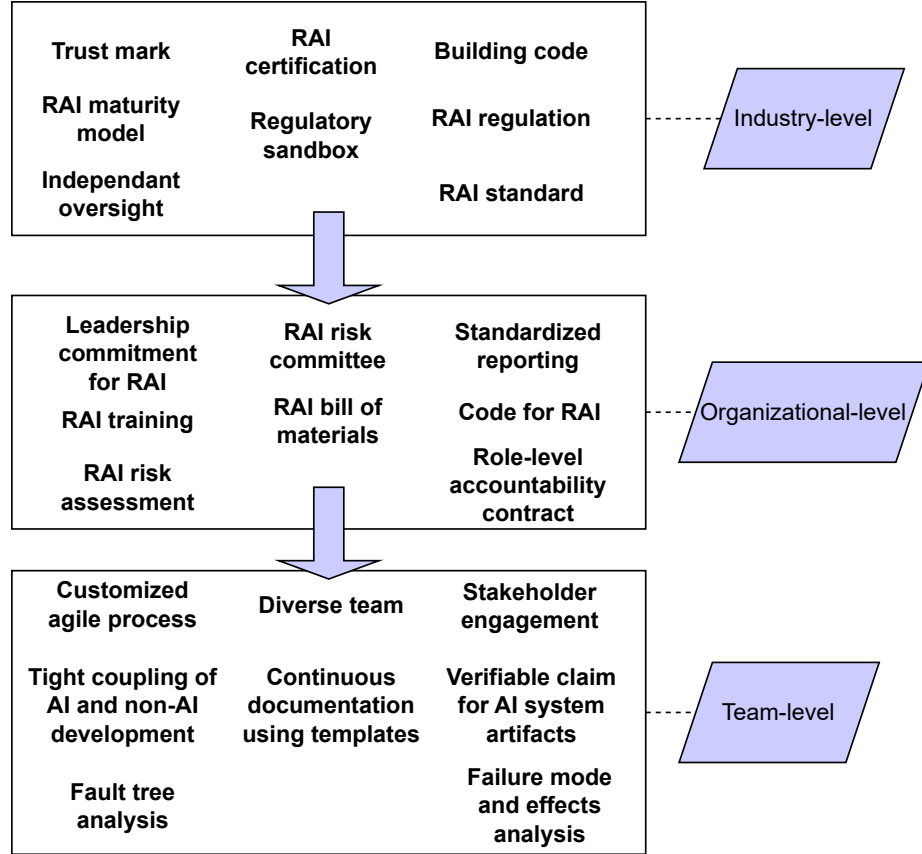 Trust mark
RAI
certification
Building code
RAI maturity
model
Regulatory
sandbox
RAI regulation
Independant
oversight
RAI standard
Industry-level
Leadership
commitment
for RAI
RAI risk
committee
Standardized
reporting
RAI training
RAI bill of
materials
Code for RAI
RAI risk
assessment
Role-level
accountability
contract
Organizational-level
Customized
agile process
Diverse team
Stakeholder
engagement
Tight coupling of
AI and non-AI
development
Continuous
documentation
using templates
Verifiable claim
for AI system
artifacts
Fault tree
analysis
Failure mode
and effects
analysis
Team-level